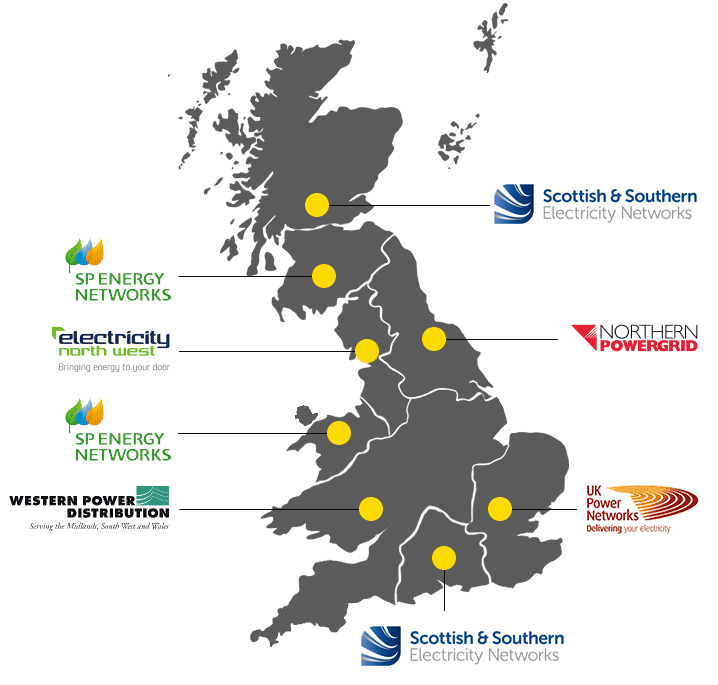 Scottish & Southern
Electricity Networks
SP ENERGY
NETWORKS
electricity
north west
Bringing energy to your door
NORTHERN
POWERGRID
SP ENERGY
NETWORKS
WESTERN POWER
DISTRIBUTION
Serving the Midlands, South West and Wales
UK
Power
Networks
Delivering your electricity
Scottish & Southern
Electricity Networks